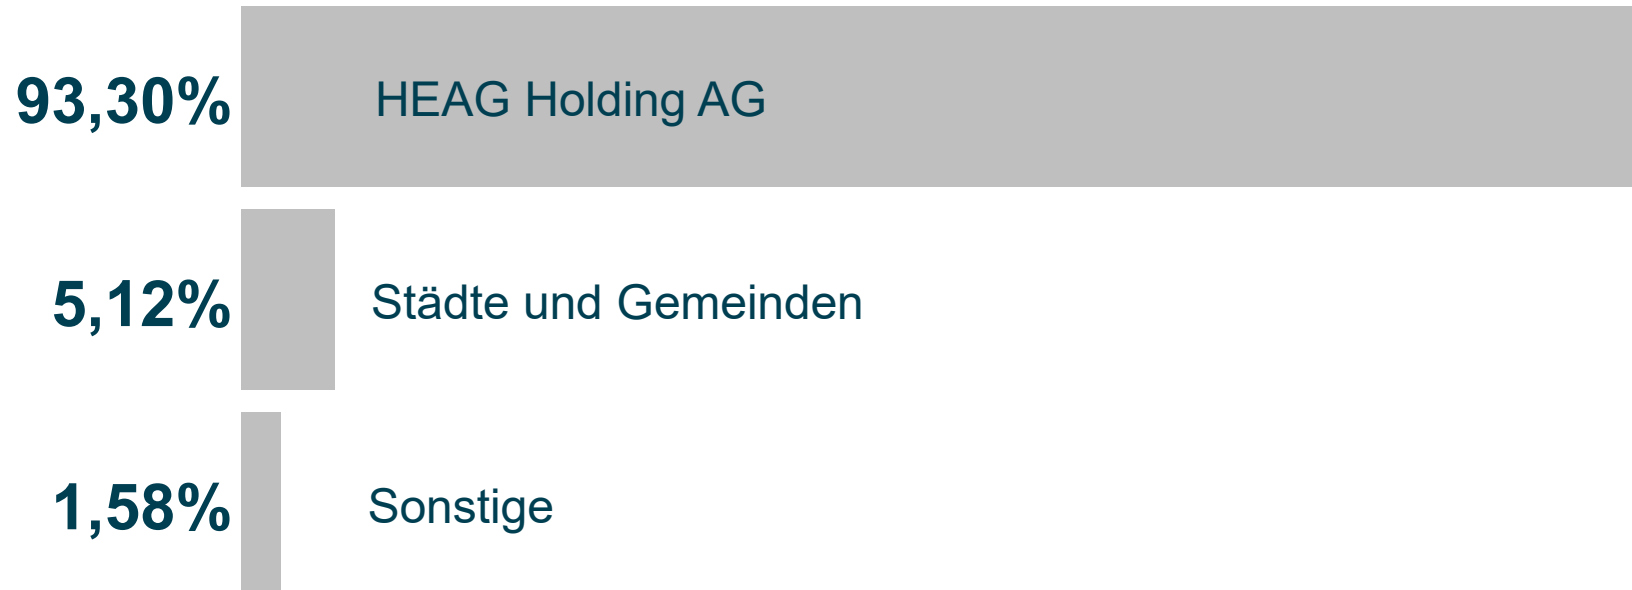 93,30% HEAG Holding AG
5,12% Städte und Gemeinden
1,58% Sonstige